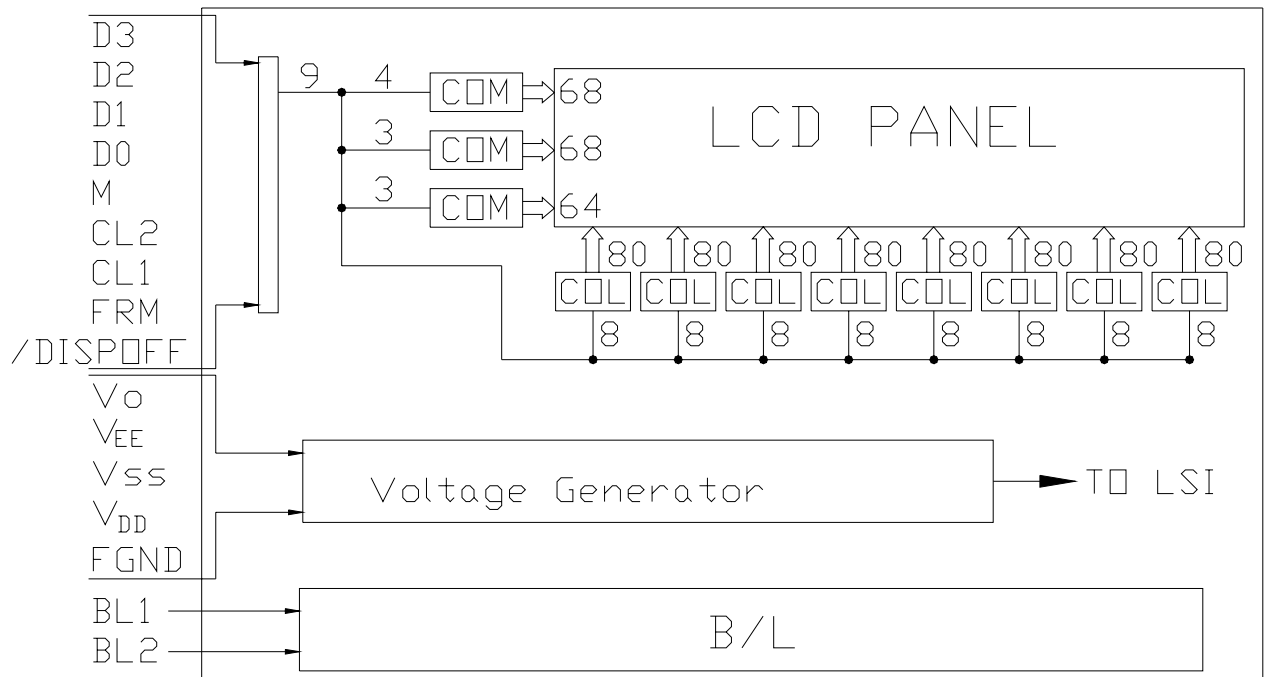 D3
D2
D1
D0
M
CL2
CL1
FRM
/DISPOFF
Vo
VEE
Vss
VDD
FGND
BL1
BL2
9
4
COM
68
3
COM
68
3
COM
64
LCD PANEL
80 80 80 80 80 80 80 80
COL COL COL COL COL COL COL COL
8 8 8 8 8 8 8 8
Voltage Generator
TO LSI
B/L